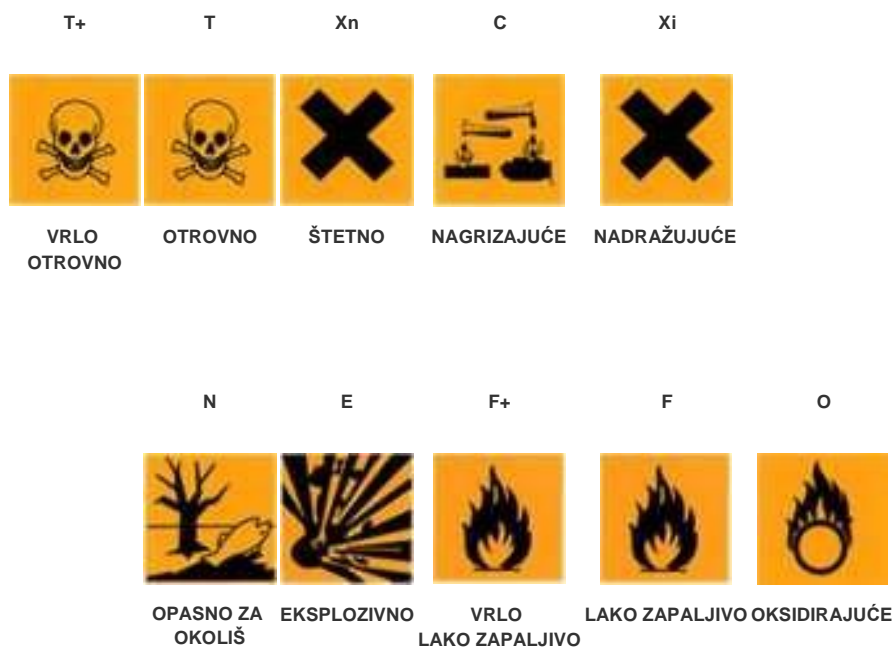 T+ T Xn C Xi
VRLO OTROVNO ŠTETNO NAGRIZAJUĆE NADRAŽUJUĆE
OTROVNO
N E F+ F O
OPASNO ZA EKSPLOZIVNO VRLO LAKO ZAPALJIVO OKSIDIRAJUĆE
OKOLIŠ LAKO ZAPALJIVO